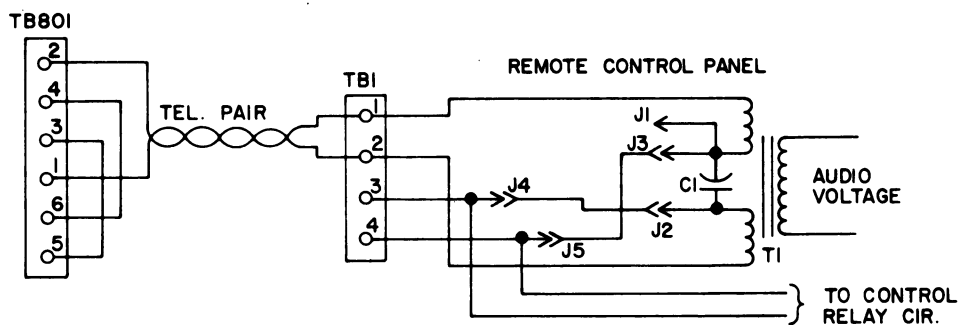 TB801
2
4
3
1
6
5
TEL. PAIR
TB1
1
2
3
4
REMOTE CONTROL PANEL
J1
J3
J4
C1
J2
J5
T1
AUDIO
VOLTAGE
TO CONTROL
RELAY CIR.